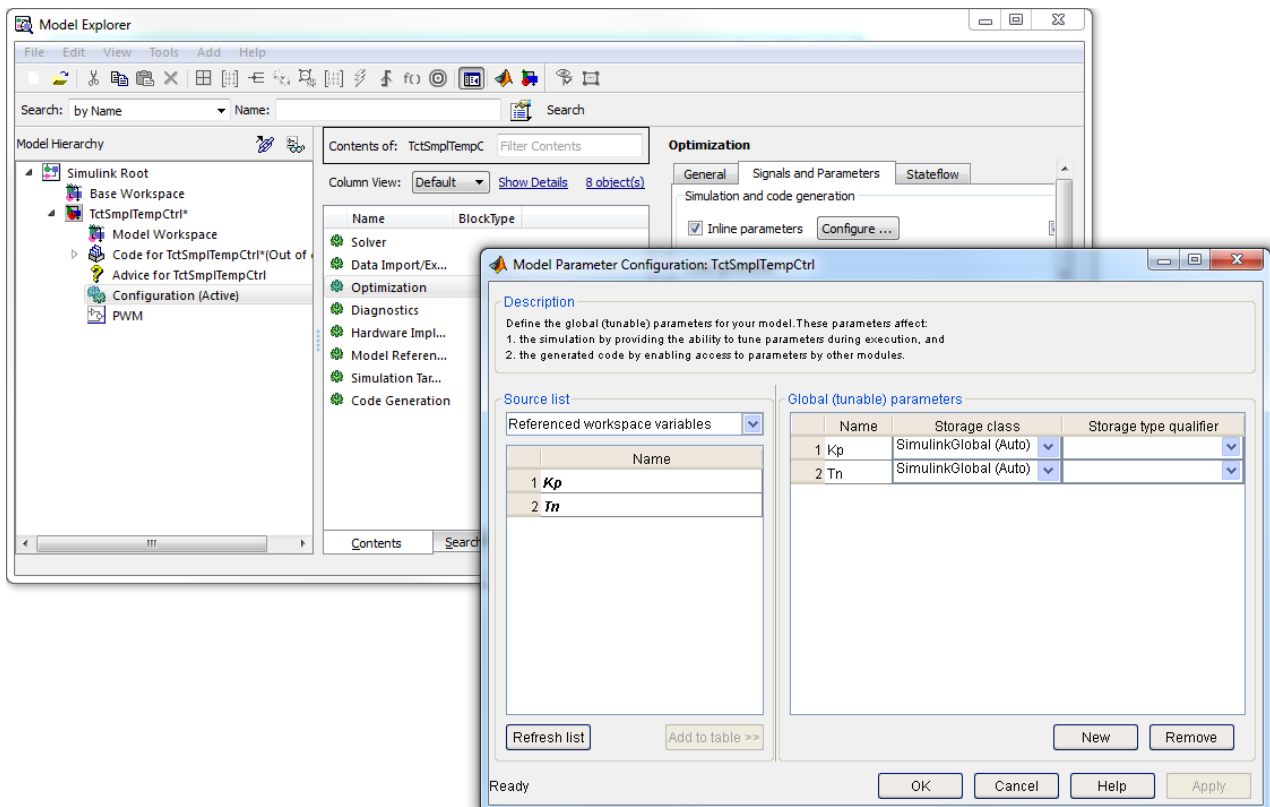 Model Explorer
File Edit View Tools Add Help
Search: by Name Name: Search
Model Hierarchy
Simulink Root
Base Workspace
TctSmplTempCtrl*
Model Workspace
Code for TctSmplTempCtrl*(Out of
Advice for TctSmplTempCtrl
Configuration (Active)
PWM
Contents of: TctSmplTempC Filter Contents
Column View: Default Show Details 8 object(s)
Name BlockType
Solver
Data Import/Ex...
Optimization
Diagnostics
Hardware Impl...
Model Referen...
Simulation Tar...
Code Generation
Contents Search
Optimization
General Signals and Parameters Stateflow
Simulation and code generation
Inline parameters Configure ...
Model Parameter Configuration: TctSmplTempCtrl
Description
Define the global (tunable) parameters for your model.These parameters affect:
1. the simulation by providing the ability to tune parameters during execution, and
2. the generated code by enabling access to parameters by other modules.
Source list
Referenced workspace variables
Name
1 Kp
2 Tn
Refresh list Add to table >>
Global (tunable) parameters
Name Storage class Storage type qualifier
1 Kp SimulinkGlobal (Auto)
2 Tn SimulinkGlobal (Auto)
New Remove
Ready OK Cancel Help Apply